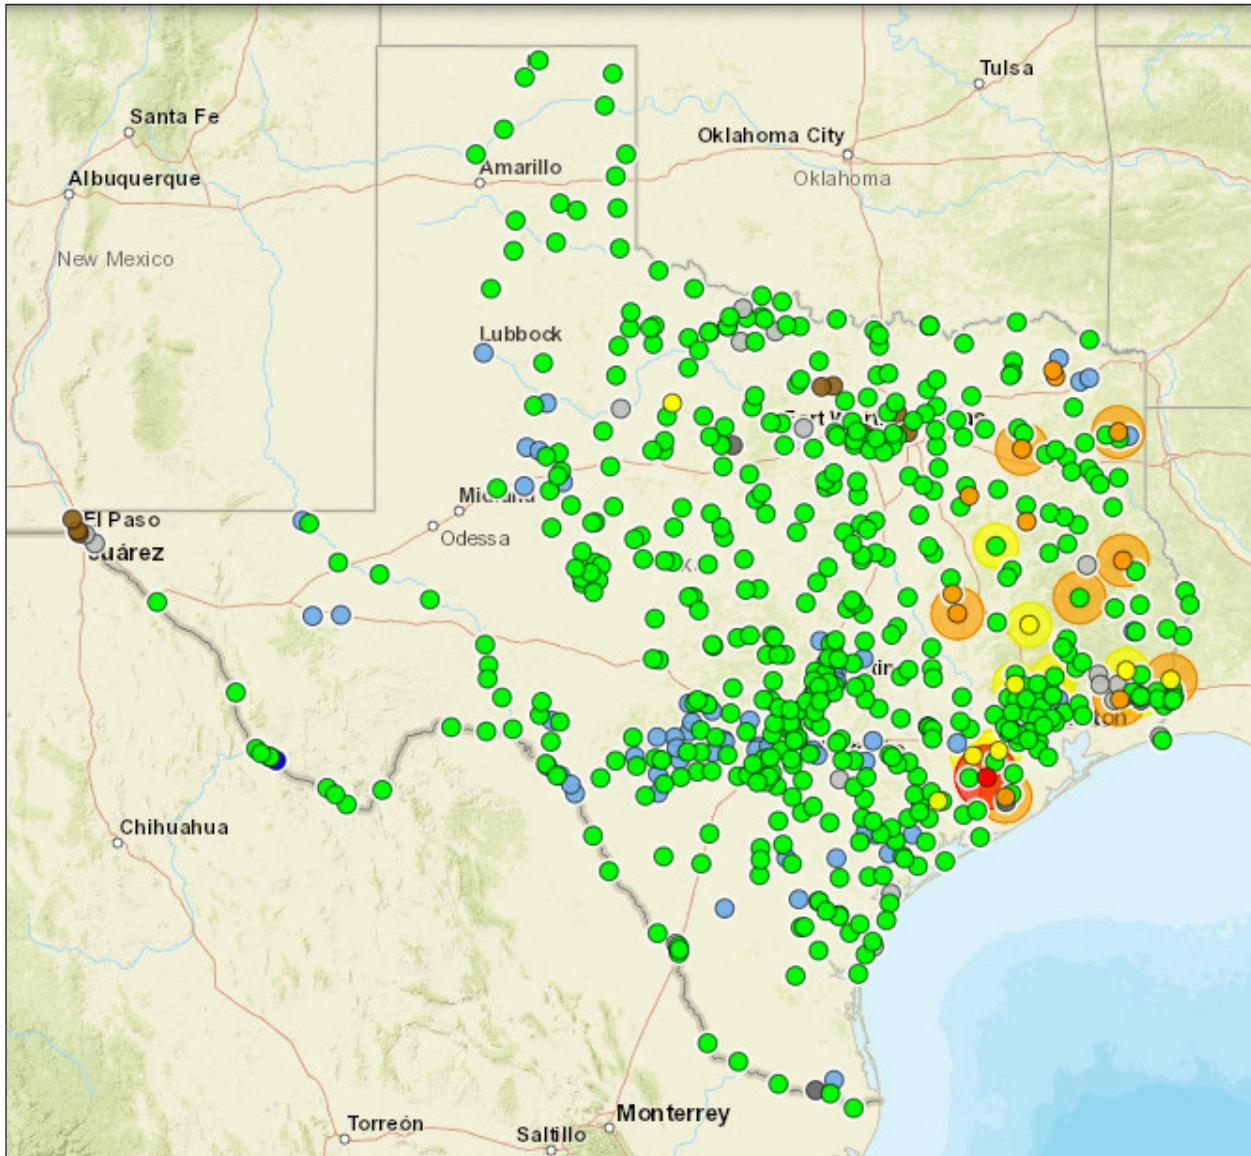 Tulsa
Santa Fe
Oklahoma City
Amarillo
Albuquerque
Oklahoma
New Mexico
Lubbock
El Paso
Odessa
Chihuahua
Monterrey
Torreón
Saltillo